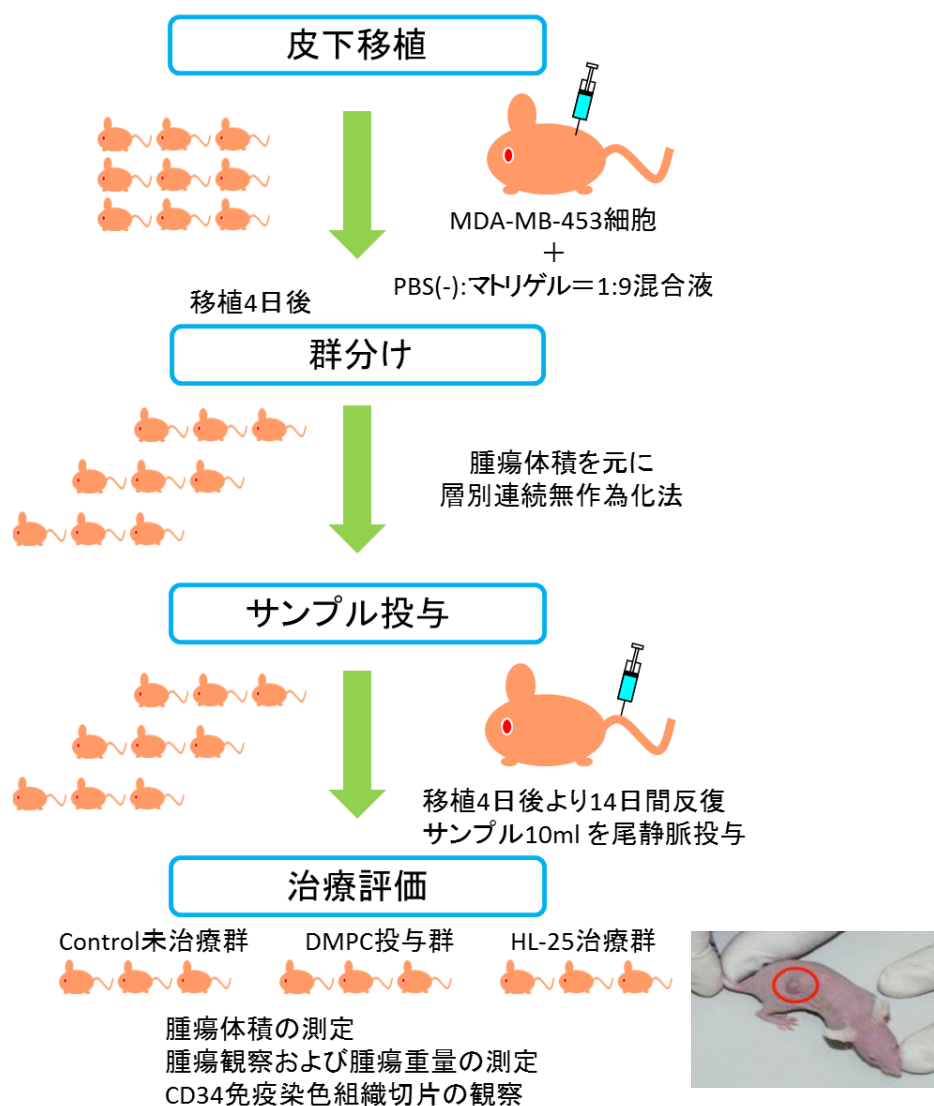 皮下移植
MDA-MB-453細胞
＋
PBS(-):マトリゲル＝1:9混合液
移植4日後
群分け
腫瘍体積を元に
層別連続無作為化法
サンプル投与
移植4日後より14日間反復
サンプル10ml を尾静脈投与
治療評価
Control未治療群
DMPC投与群
HL-25治療群
腫瘍体積の測定
腫瘍観察および腫瘍重量の測定
CD34免疫染色組織切片の観察